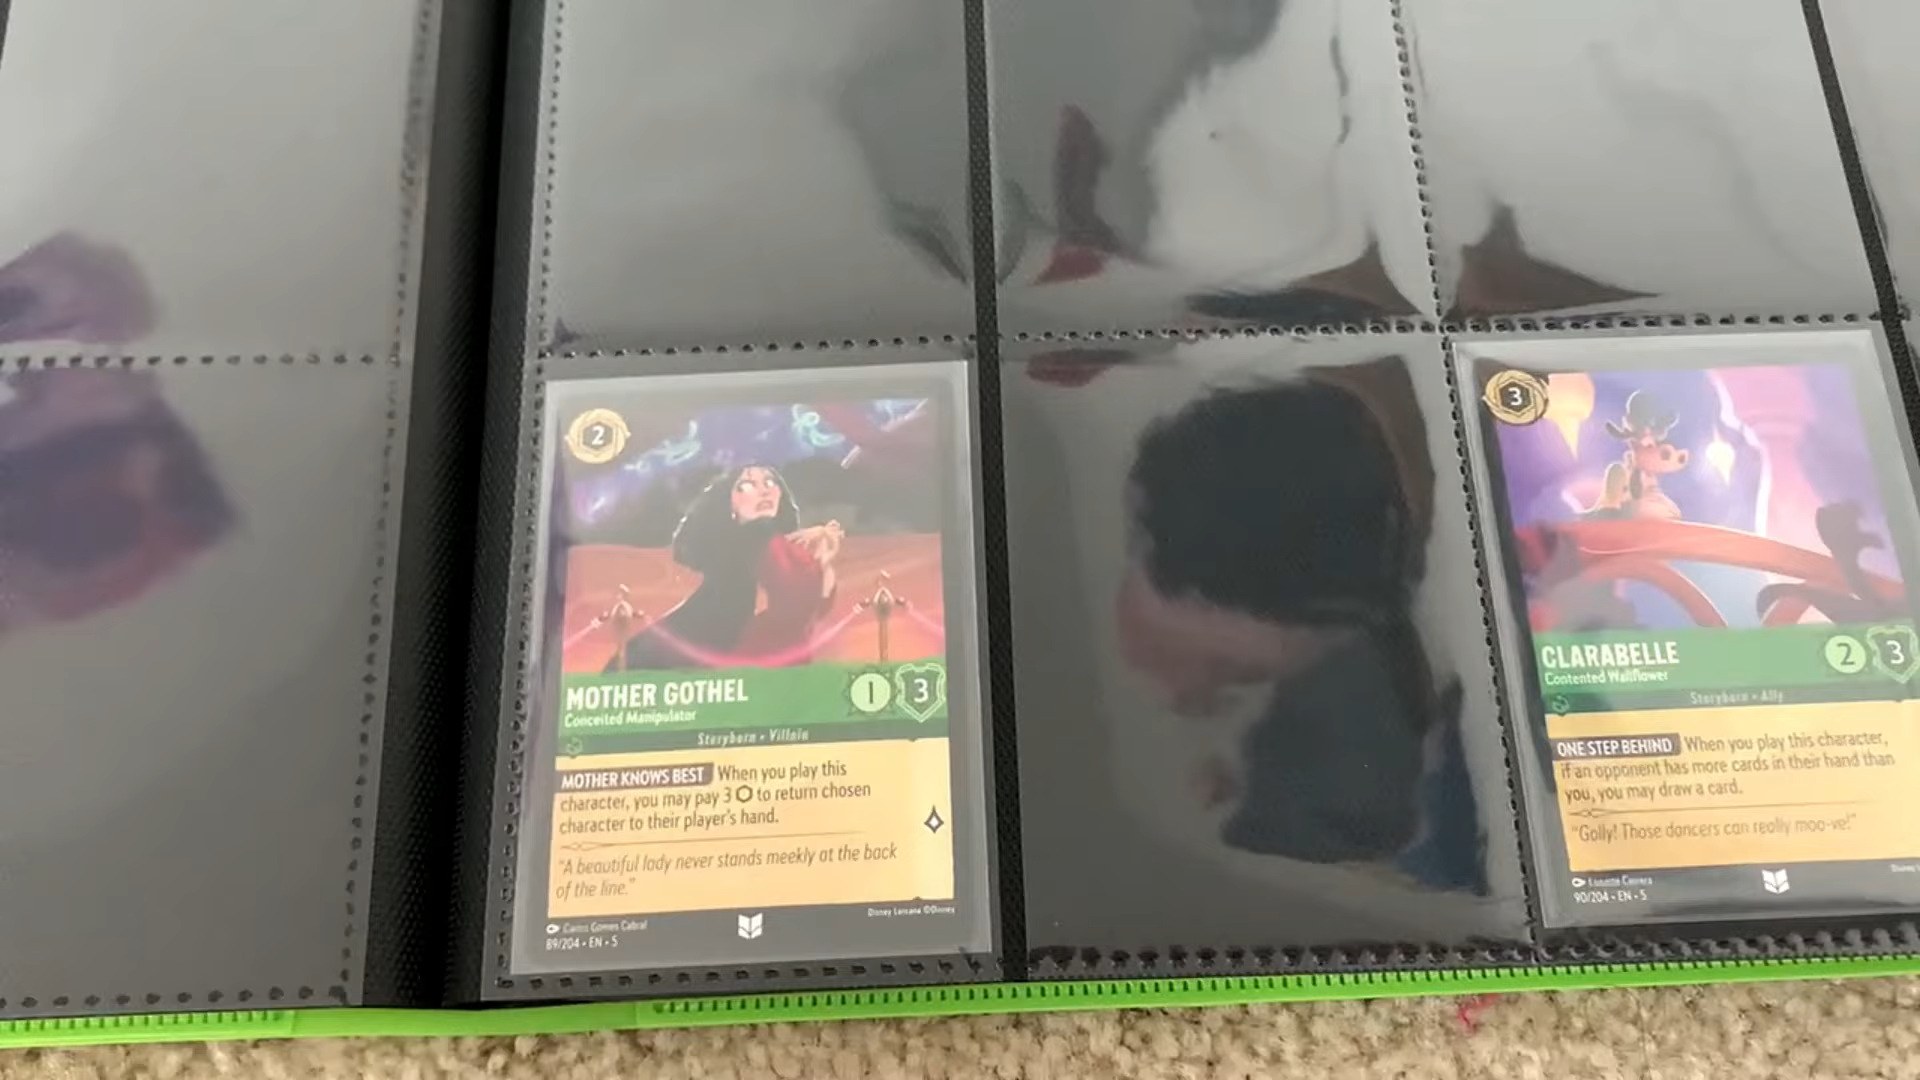 2
MOTHER GOTHEL
Conceited Manipulator
1
3
Storyborn • Villain
MOTHER KNOWS BEST When you play this
character, you may pay 3 to return chosen
character to their player's hand.
"A beautiful lady never stands meekly at the back
of the line."
Carlos Gomes Cabral
Disney Lorcana ©Disney
89/204 • EN • 5
3
CLARABELLE
Contented Wallflower
2
3
Storyborn • Ally
ONE STEP BEHIND When you play this character,
if an opponent has more cards in their hand than
you, you may draw a card.
"Golly! Those dancers can really moo-ve!"
Disney
90/204 • EN • 5